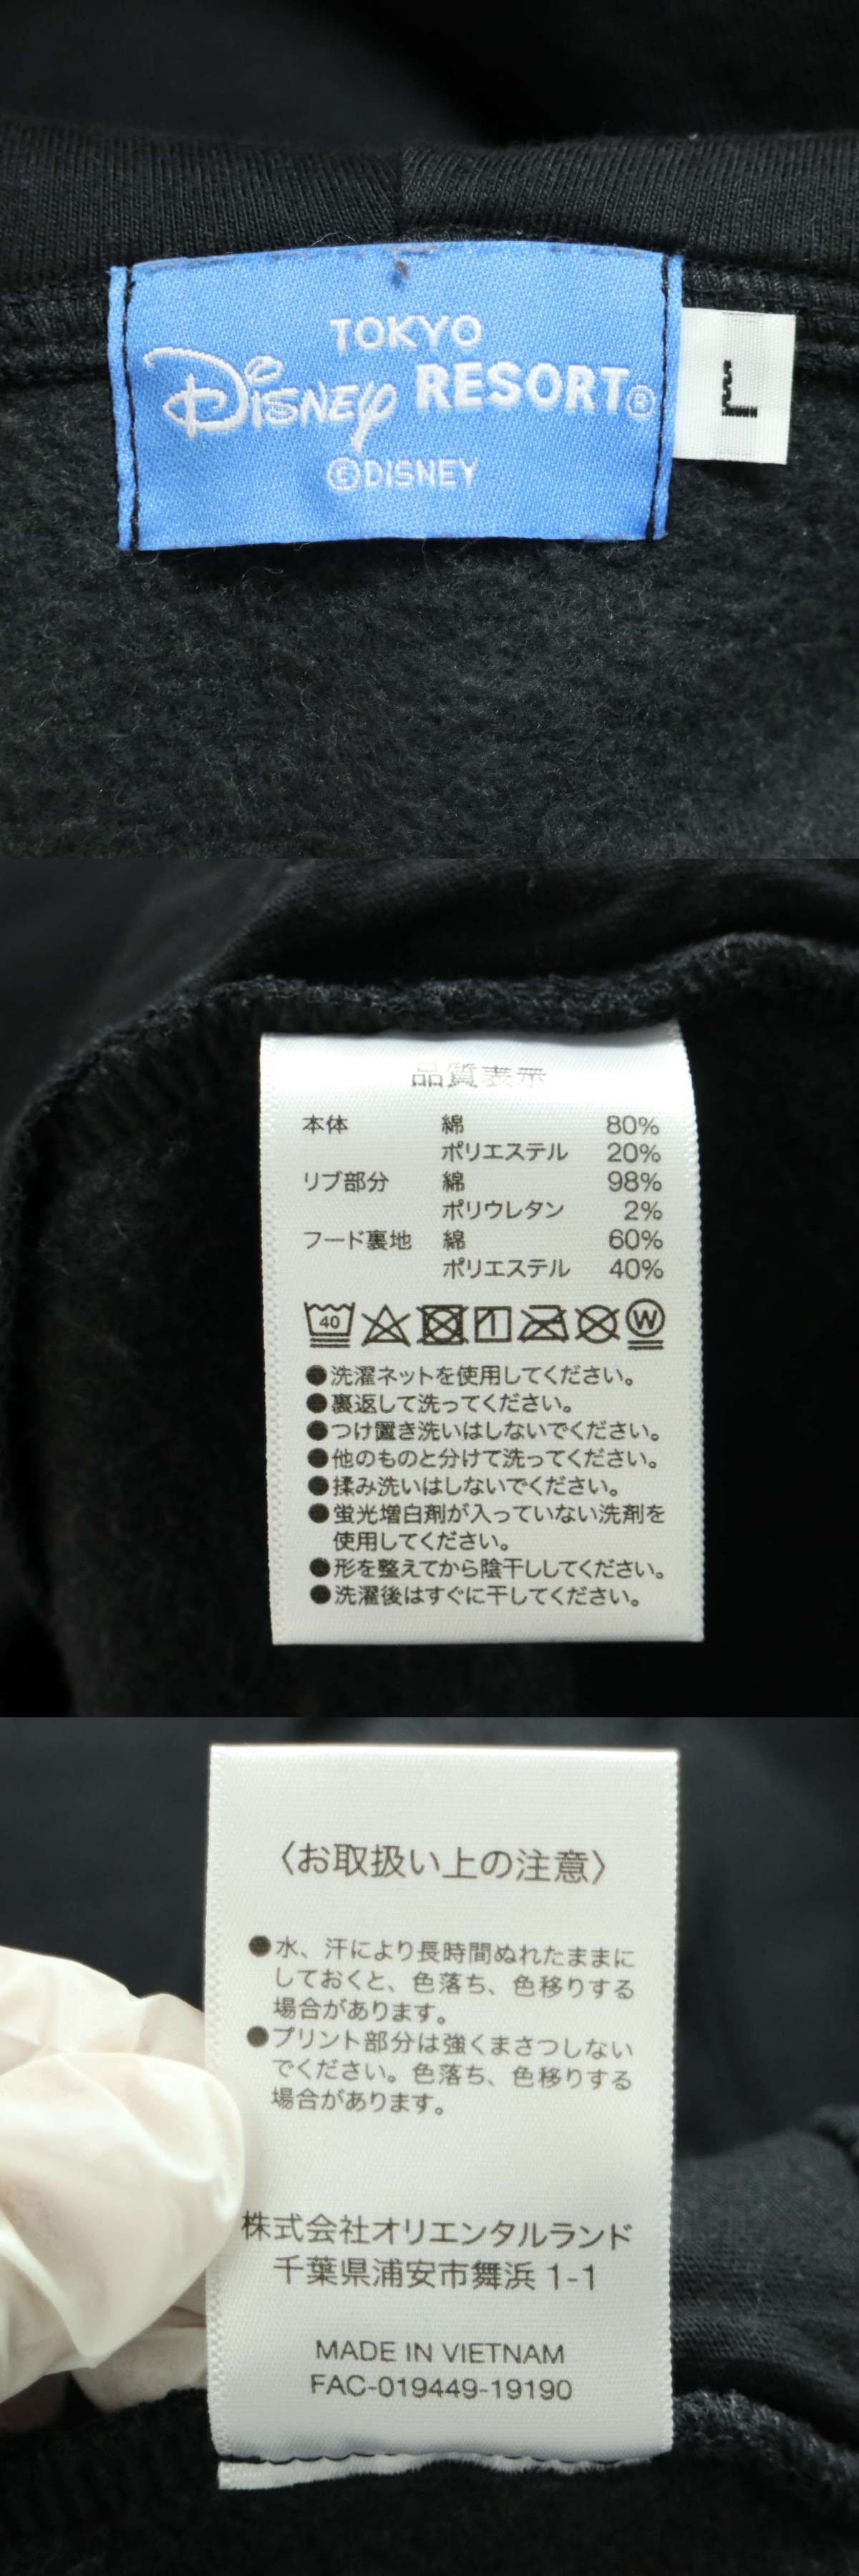 TOKYO
Disney RESORT®
©DISNEY
L
品質表示
本体 綿 80%
ポリエステル 20%
リブ部分 綿 98%
ポリウレタン 2%
フード裏地 綿 60%
ポリエステル 40%
40 W
●洗濯ネットを使用してください。
●裏返して洗ってください。
●つけ置き洗いはしないでください。
●他のものと分けて洗ってください。
●揉み洗いはしないでください。
●蛍光増白剤が入っていない洗剤を
使用してください。
●形を整えてから陰干ししてください。
●洗濯後はすぐに干してください。
〈お取扱い上の注意〉
●水、汗により長時間ぬれたままに
しておくと、色落ち、色移りする
場合があります。
●プリント部分は強くまさつしない
でください。色落ち、色移りする
場合があります。
株式会社オリエンタルランド
千葉県浦安市舞浜 1-1
MADE IN VIETNAM
FAC-019449-19190